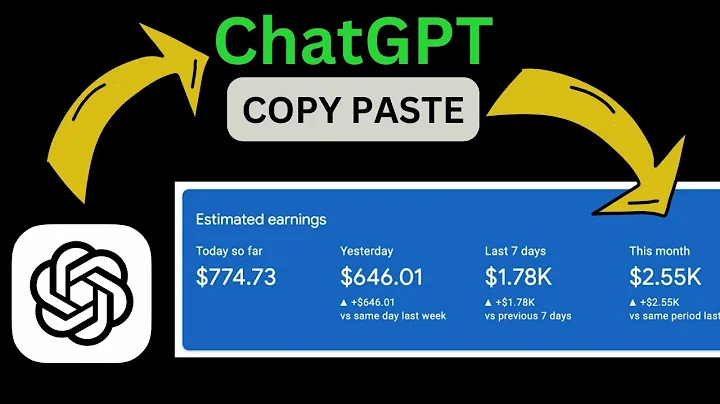 ChatGPT
COPY PASTE
Estimated earnings
Today so far Yesterday Last 7 days This month
$774.73 $646.01 $1.78K $2.55K
▲ +$646.01 ▲ +$1.78K ▲ +$2.55K
vs same day last week vs previous 7 days vs same period last